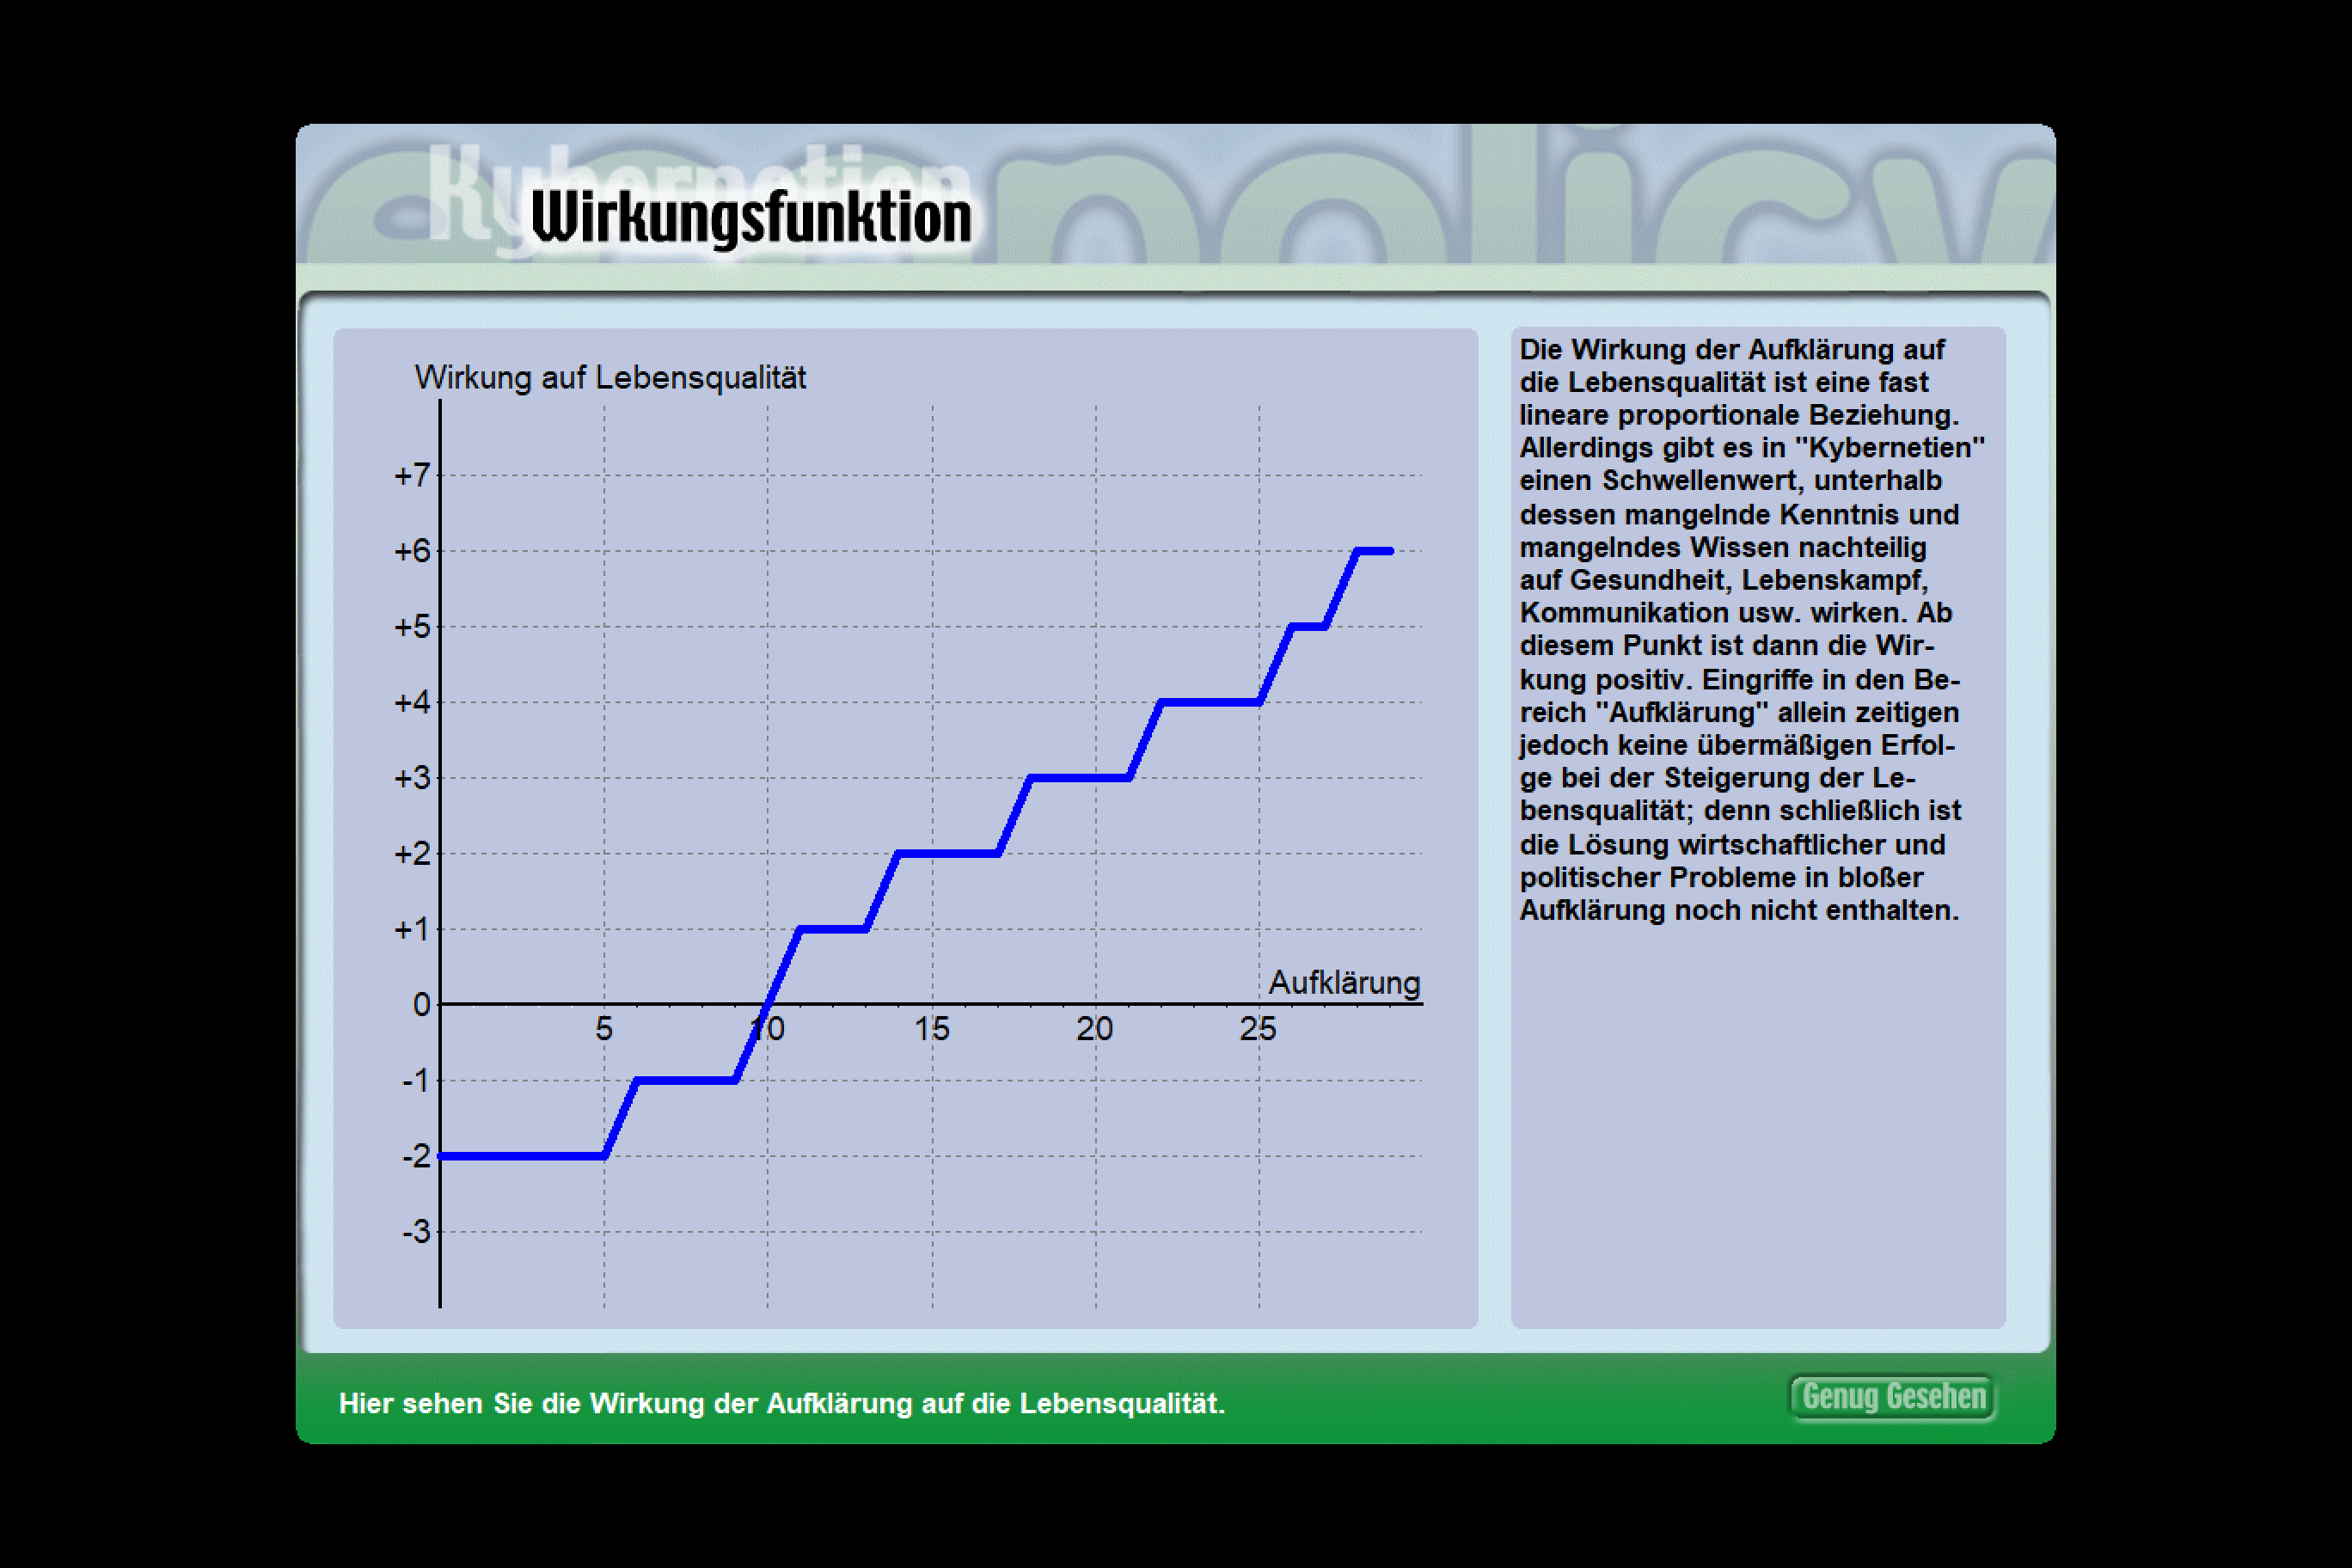 Kybernetien
Wirkungsfunktion
Wirkung auf Lebensqualität
+7
+6
+5
+4
+3
+2
+1
0
-1
-2
-3
5
10
15
20
25
Aufklärung
Die Wirkung der Aufklärung auf
die Lebensqualität ist eine fast
lineare proportionale Beziehung.
Allerdings gibt es in "Kybernetien"
einen Schwellenwert, unterhalb
dessen mangelnde Kenntnis und
mangelndes Wissen nachteilig
auf Gesundheit, Lebenskampf,
Kommunikation usw. wirken. Ab
diesem Punkt ist dann die Wir-
kung positiv. Eingriffe in den Be-
reich "Aufklärung" allein zeitigen
jedoch keine übermäßigen Erfol-
ge bei der Steigerung der Le-
bensqualität; denn schließlich ist
die Lösung wirtschaftlicher und
politischer Probleme in bloßer
Aufklärung noch nicht enthalten.
Hier sehen Sie die Wirkung der Aufklärung auf die Lebensqualität.
Genug Gesehen